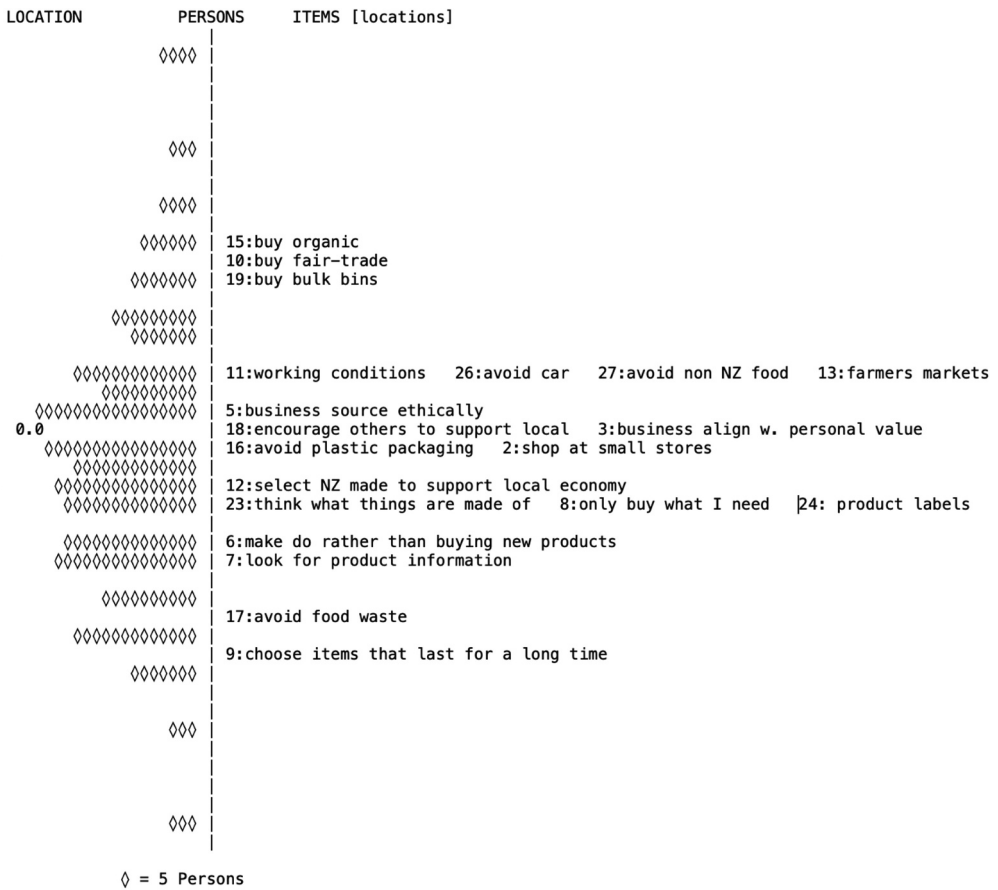 LOCATION PERSONS ITEMS [locations]
15:buy organic
10:buy fair-trade
19:buy bulk bins
11:working conditions 26:avoid car 27:avoid non NZ food 13:farmers markets
5:business source ethically
0.0 18:encourage others to support local 3:business align w. personal value
16:avoid plastic packaging 2:shop at small stores
12:select NZ made to support local economy
23:think what things are made of 8:only buy what I need 24: product labels
6:make do rather than buying new products
7:look for product information
17:avoid food waste
9:choose items that last for a long time
◊ = 5 Persons